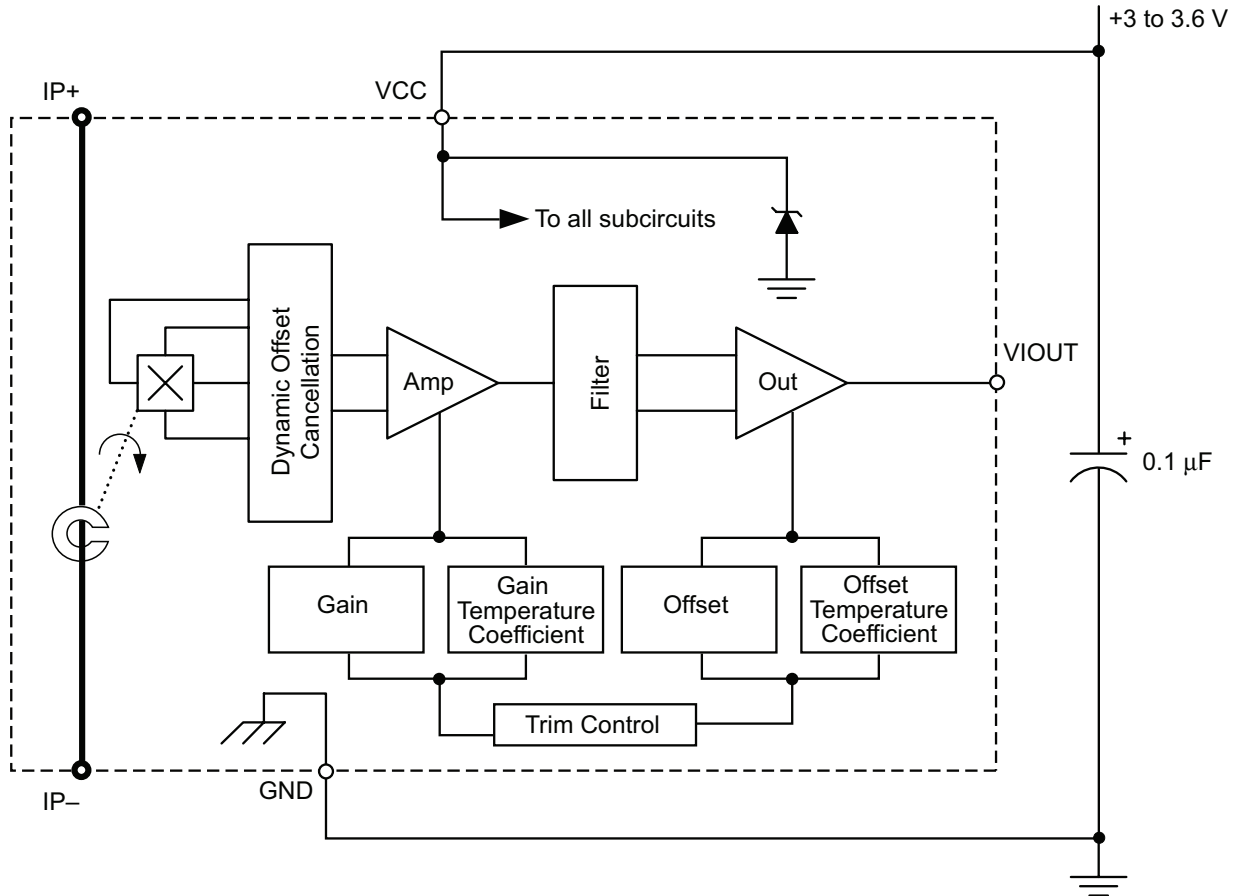 +3 to 3.6 V
IP+
VCC
To all subcircuits
Dynamic Offset
Cancellation
Amp
Filter
Out
VIOUT
+
0.1 μF
Gain
Gain
Temperature
Coefficient
Offset
Offset
Temperature
Coefficient
Trim Control
GND
IP–